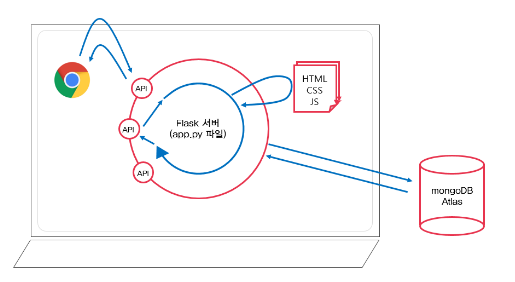 API
API
API
Flask 서버
(app.py 파일)
HTML
CSS
JS
mongoDB
Atlas